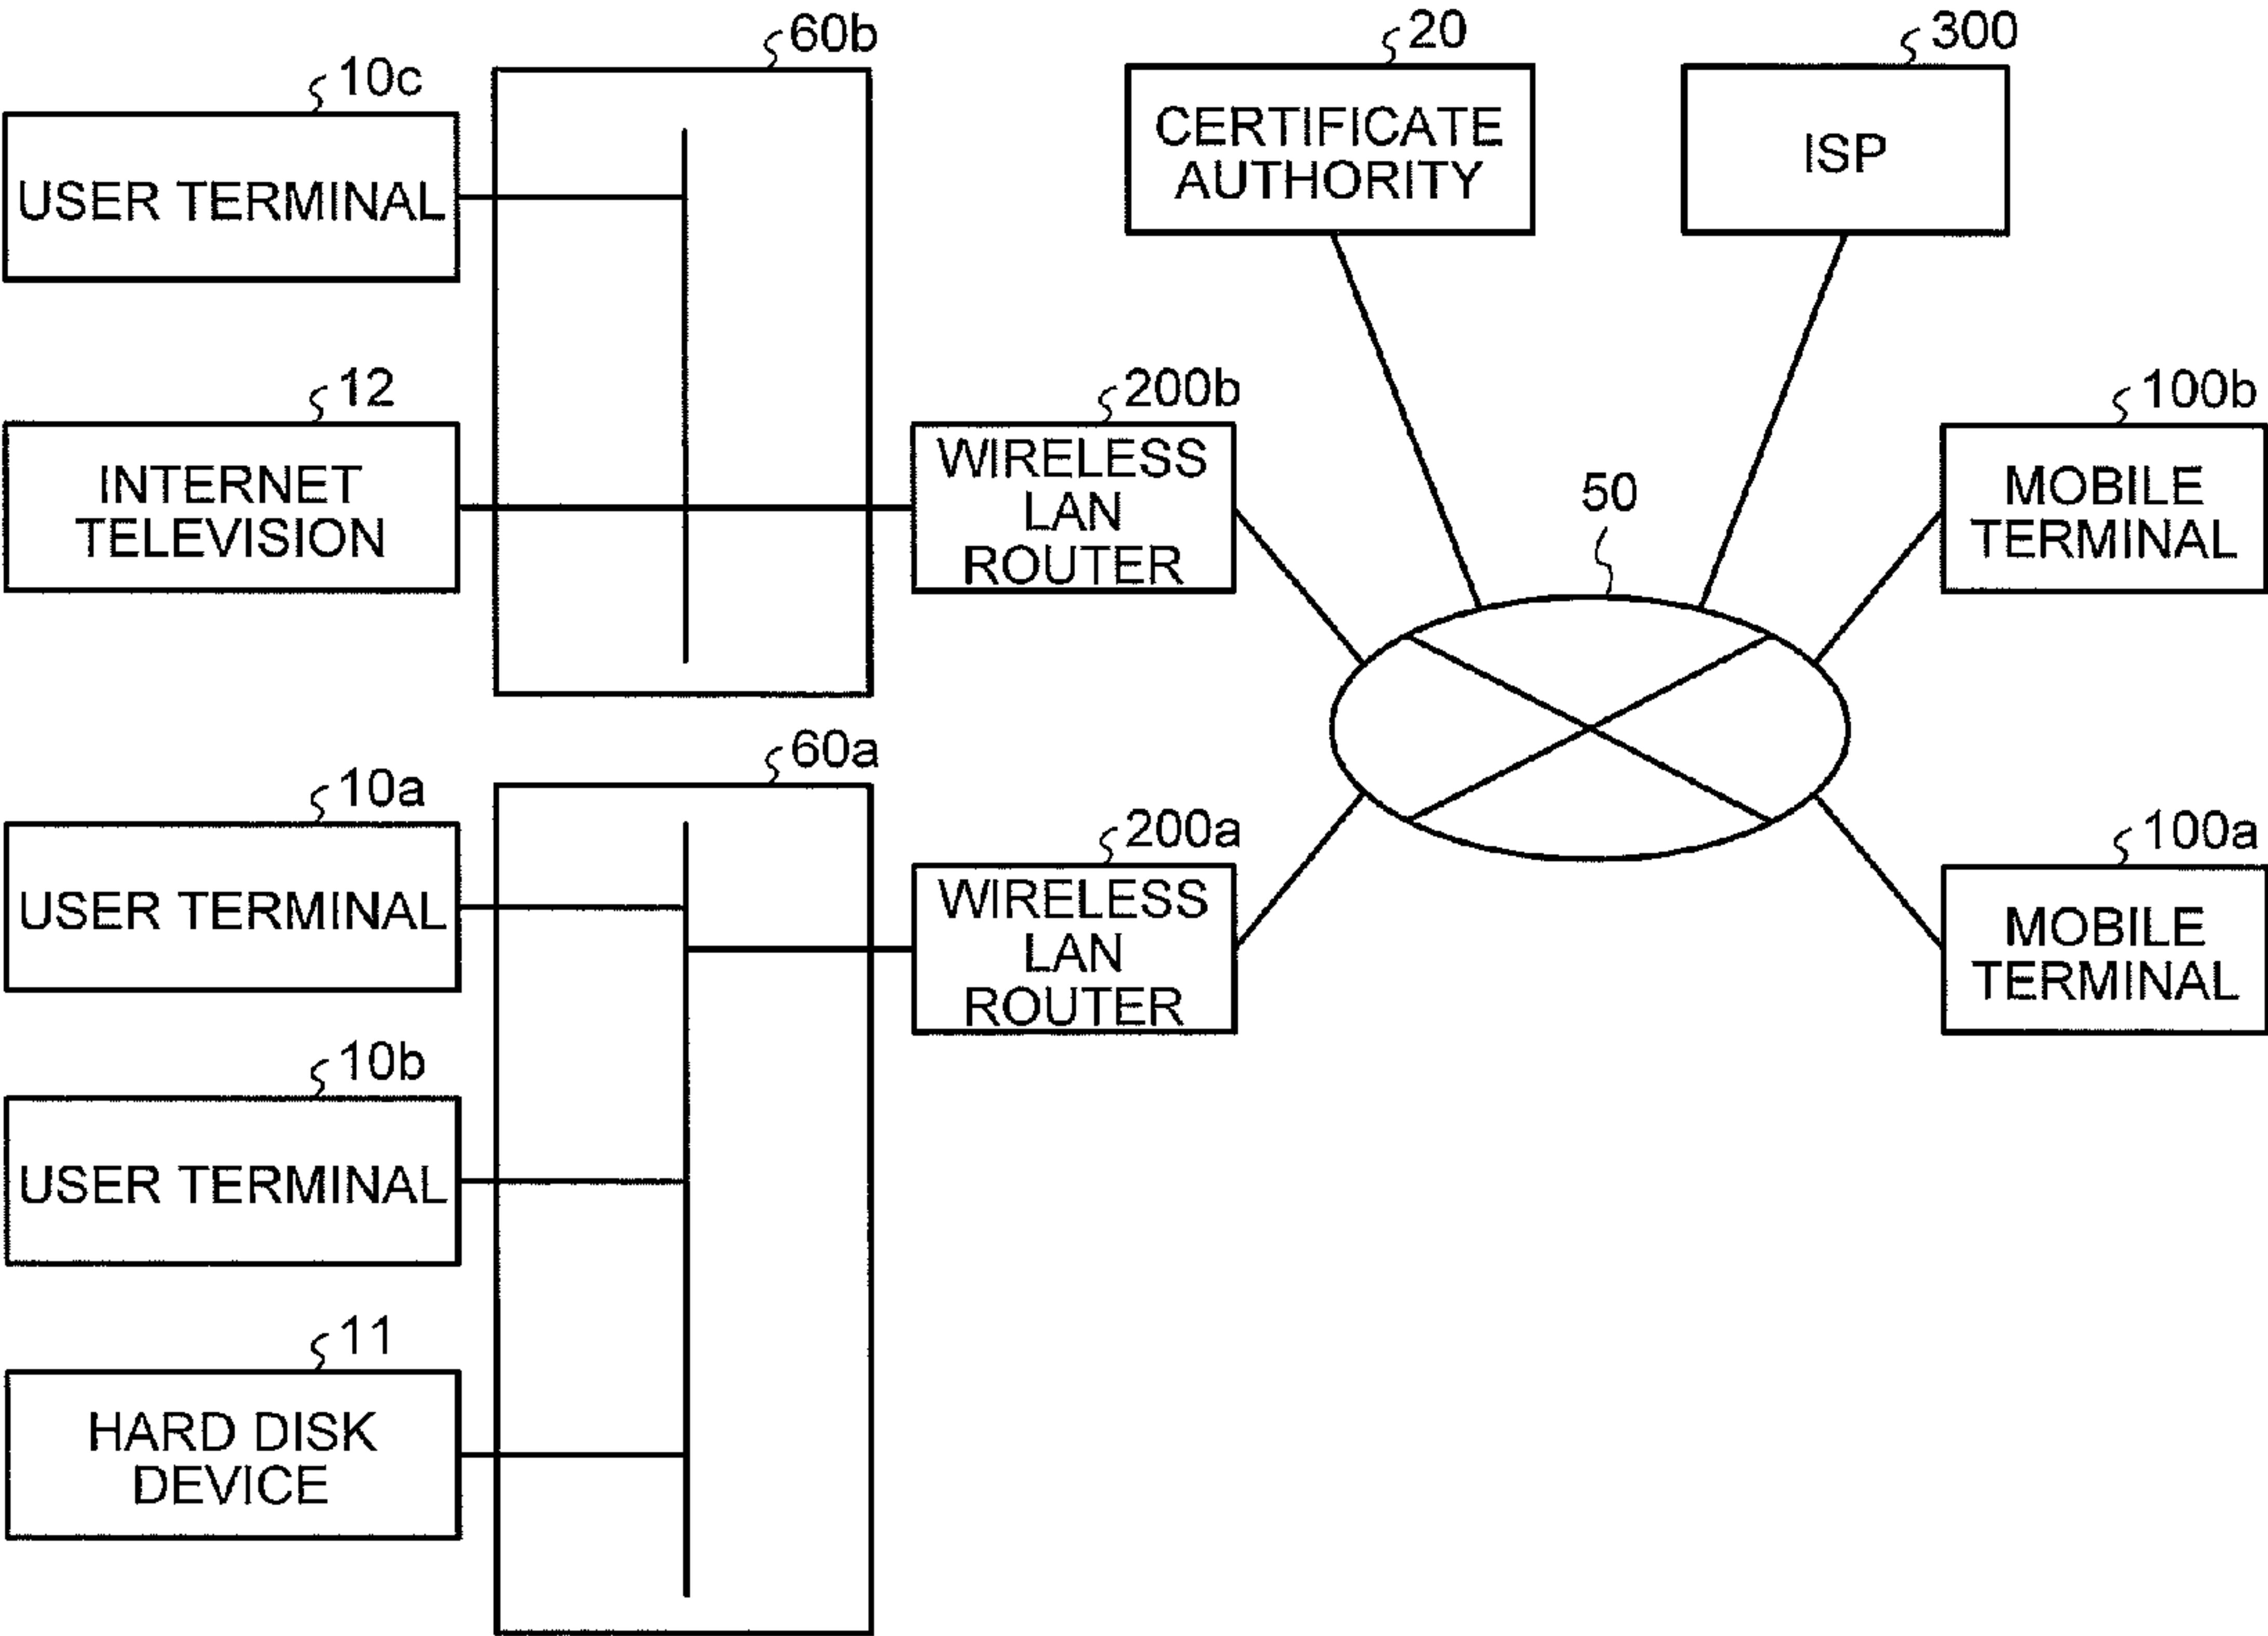 60b
20
300
10c
USER TERMINAL
CERTIFICATE
AUTHORITY
ISP
12
INTERNET
TELEVISION
200b
WIRELESS
LAN
ROUTER
50
100b
MOBILE
TERMINAL
60a
10a
USER TERMINAL
200a
WIRELESS
LAN
ROUTER
100a
MOBILE
TERMINAL
10b
USER TERMINAL
11
HARD DISK
DEVICE